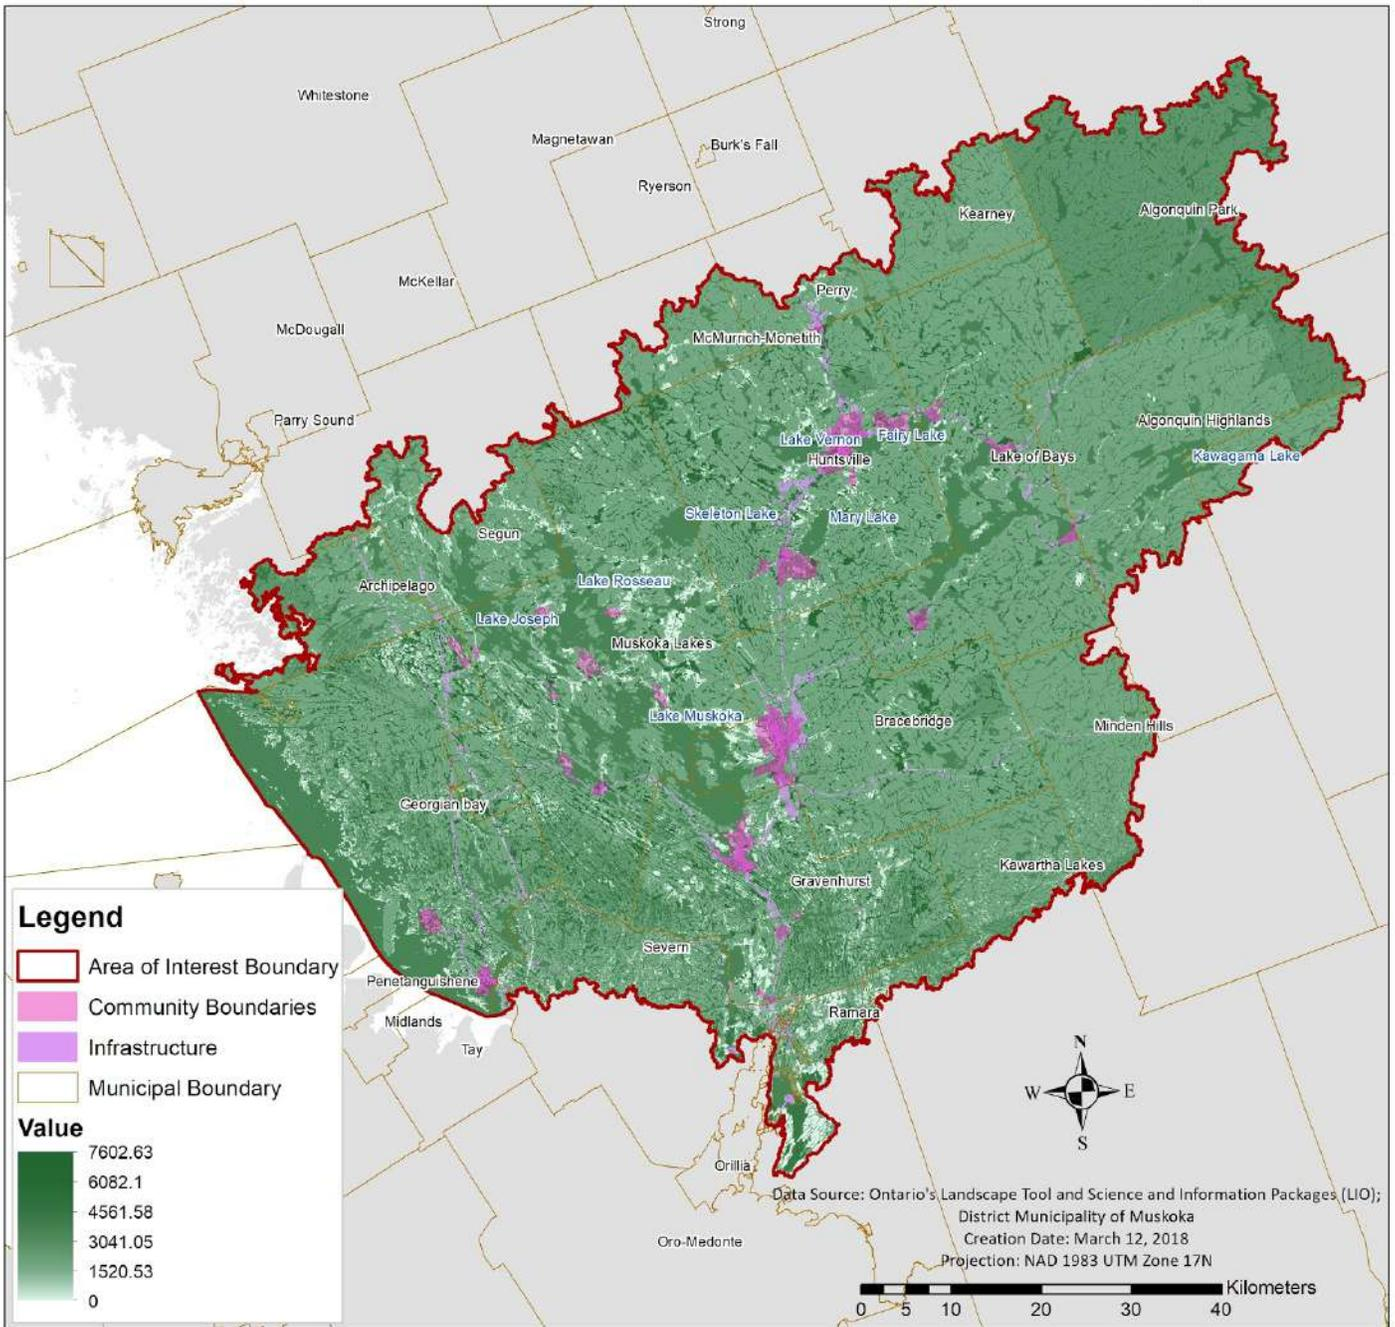 Strong
Whitestone
Magnetawan
Burk's Fall
Ryerson
Kearney
Algonquin Park
McKellar
Perry
McDougall
McMurrich-Monetith
Parry Sound
Algonquin Highlands
Lake Vernon
Fairy Lake
Huntsville
Lake of Bays
Kawagama Lake
Skeleton Lake
Mary Lake
Segun
Archipelago
Lake Rosseau
Lake Joseph
Muskoka Lakes
Lake Muskoka
Bracebridge
Minden Hills
Georgian bay
Kawartha Lakes
Gravenhurst
Severn
Penetanguishene
Midlands
Ramara
Tay
Orillia
Oro-Medonte
Legend
Area of Interest Boundary
Community Boundaries
Infrastructure
Municipal Boundary
Value
7602.63
6082.1
4561.58
3041.05
1520.53
0
N
W E
S
Data Source: Ontario's Landscape Tool and Science and Information Packages (LIO);
District Municipality of Muskoka
Creation Date: March 12, 2018
Projection: NAD 1983 UTM Zone 17N
Kilometers
0 5 10 20 30 40